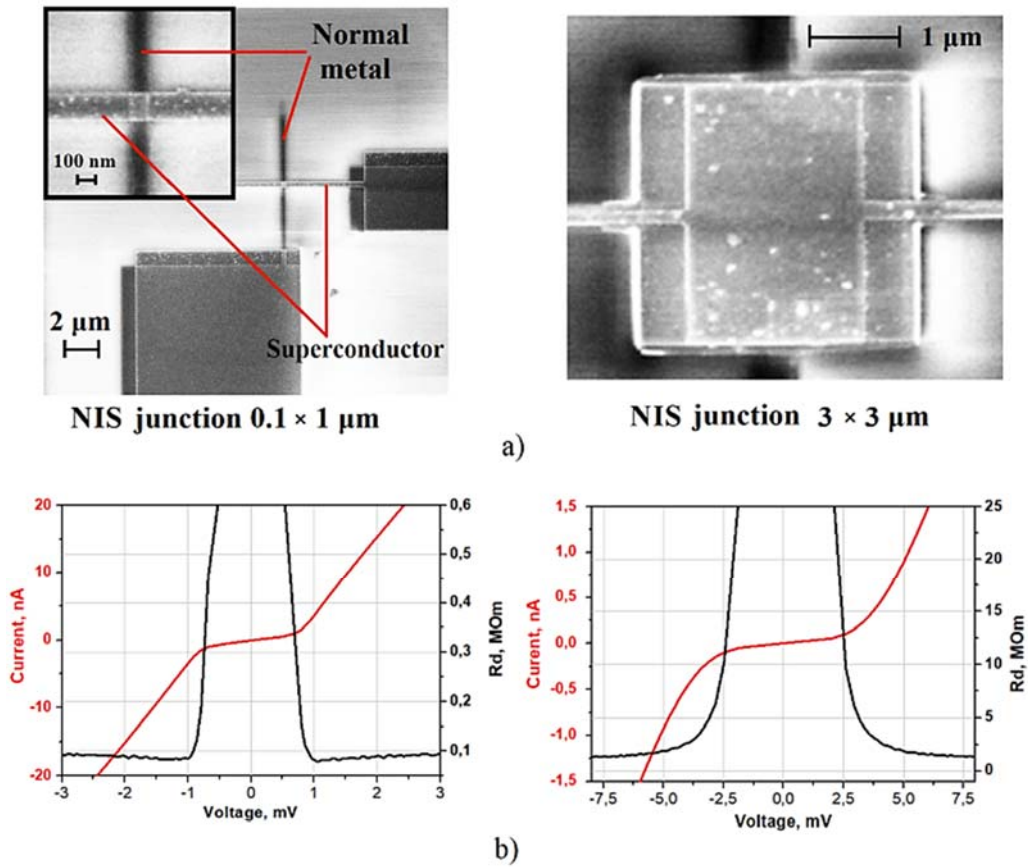 Normal
metal
100 nm
2 μm
Superconductor
NIS junction 0.1 × 1 μm
1 μm
NIS junction 3 × 3 μm
a)
20
10
0
-10
-20
Current, nA
0,6
0,5
0,4
0,3
0,2
0,1
Rd, MOm
-3 -2 -1 0 1 2 3
Voltage, mV
1,5
1,0
0,5
0,0
-0,5
-1,0
-1,5
Curent, nA
25
20
15
10
5
0
Rd, MOm
-7,5 -5,0 -2,5 0,0 2,5 5,0 7,5
Voltage, mV
b)